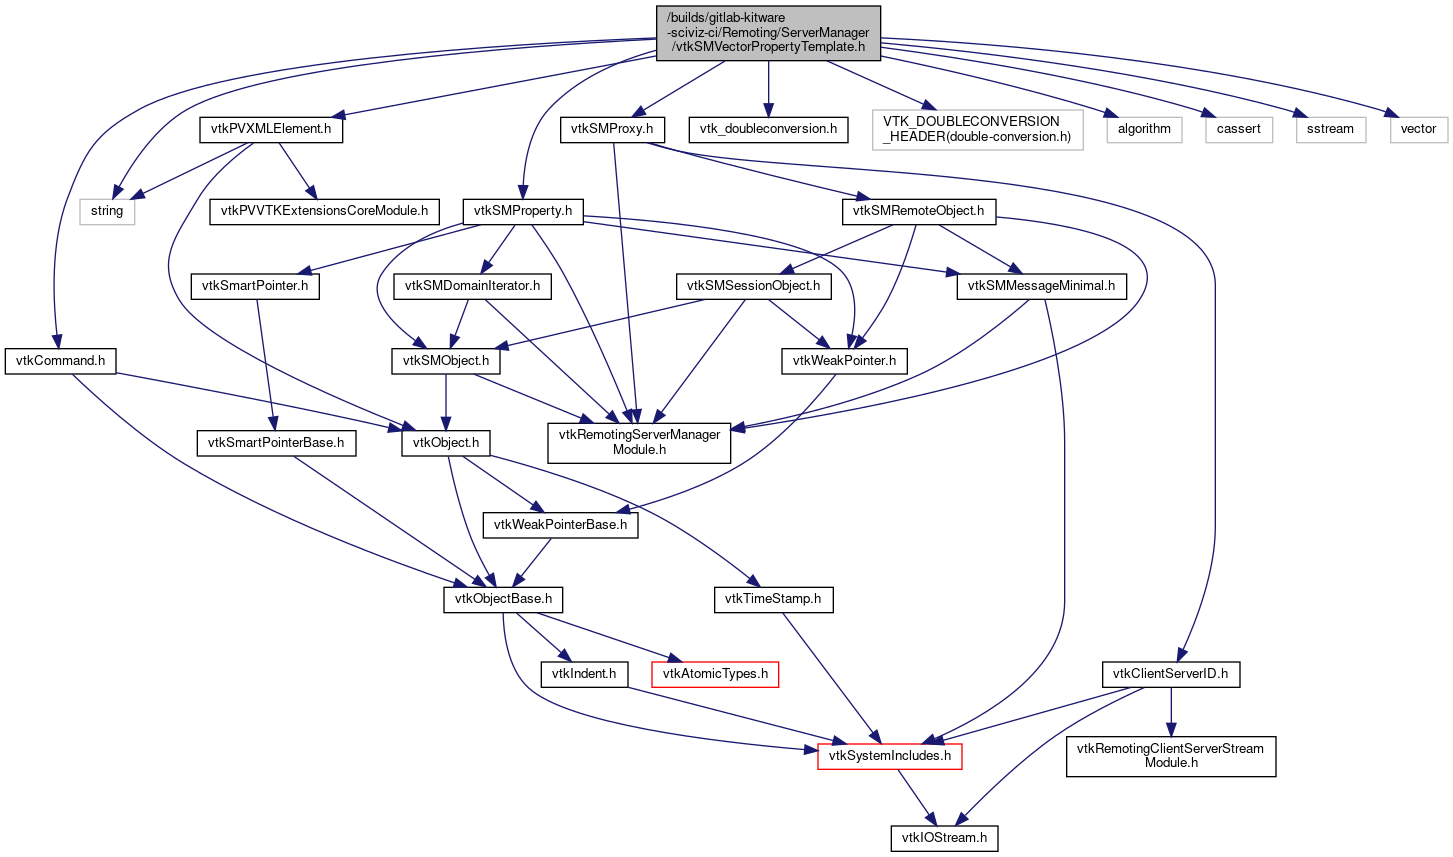 /builds/gitlab-kitware
-sciviz-ci/Remoting/ServerManager
/vtkSMVectorPropertyTemplate.h
vtkPVXMLElement.h
vtkSMProxy.h
vtk_doubleconversion.h
VTK_DOUBLECONVERSION
_HEADER(double-conversion.h)
algorithm
cassert
sstream
vector
string
vtkPVVTKExtensionsCoreModule.h
vtkSMProperty.h
vtkSMRemoteObject.h
vtkSmartPointer.h
vtkSMDomainIterator.h
vtkSMSessionObject.h
vtkSMMessageMinimal.h
vtkCommand.h
vtkSMObject.h
vtkWeakPointer.h
vtkSmartPointerBase.h
vtkObject.h
vtkRemotingServerManager
Module.h
vtkWeakPointerBase.h
vtkObjectBase.h
vtkTimeStamp.h
vtkIndent.h
vtkAtomicTypes.h
vtkClientServerID.h
vtkSystemIncludes.h
vtkRemotingClientServerStream
Module.h
vtkIOStream.h